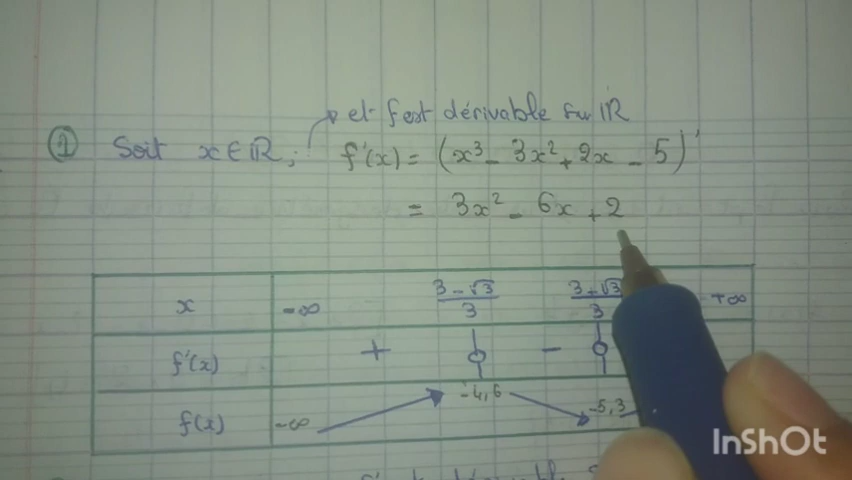 et f est dérivable sur ℝ
① Soit x ∈ ℝ, f'(x) = (x³ - 3x² + 2x - 5)'
= 3x² - 6x + 2
x -∞ (3-√3)/3 (3+√3)/3 +∞
f'(x) + 0 - 0
f(x) -∞ -4,6 -5,3
InShOt